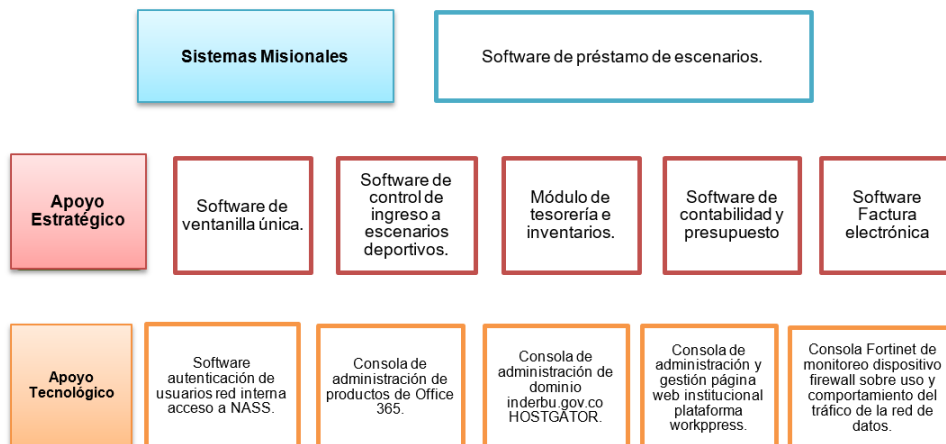 Sistemas Misionales
Software de préstamo de escenarios.
Apoyo
Estratégico
Software de
ventanilla única.
Software de
control de
ingreso a
escenarios
deportivos.
Módulo de
tesorería e
inventarios.
Software de
contabilidad y
presupuesto
Software
Factura
electrónica
Apoyo
Tecnológico
Software
autenticación de
usuarios red interna
acceso a NASS.
Consola de
administración de
productos de Office
365.
Consola de
administración de
dominio
inderbu.gov.co
HOSTGATOR.
Consola de
administración y
gestión página
web institucional
plataforma
workppress.
Consola Fortinet de
monitoreo dispositivo
firewall sobre uso y
comportamiento del
tráfico de la red de
datos.